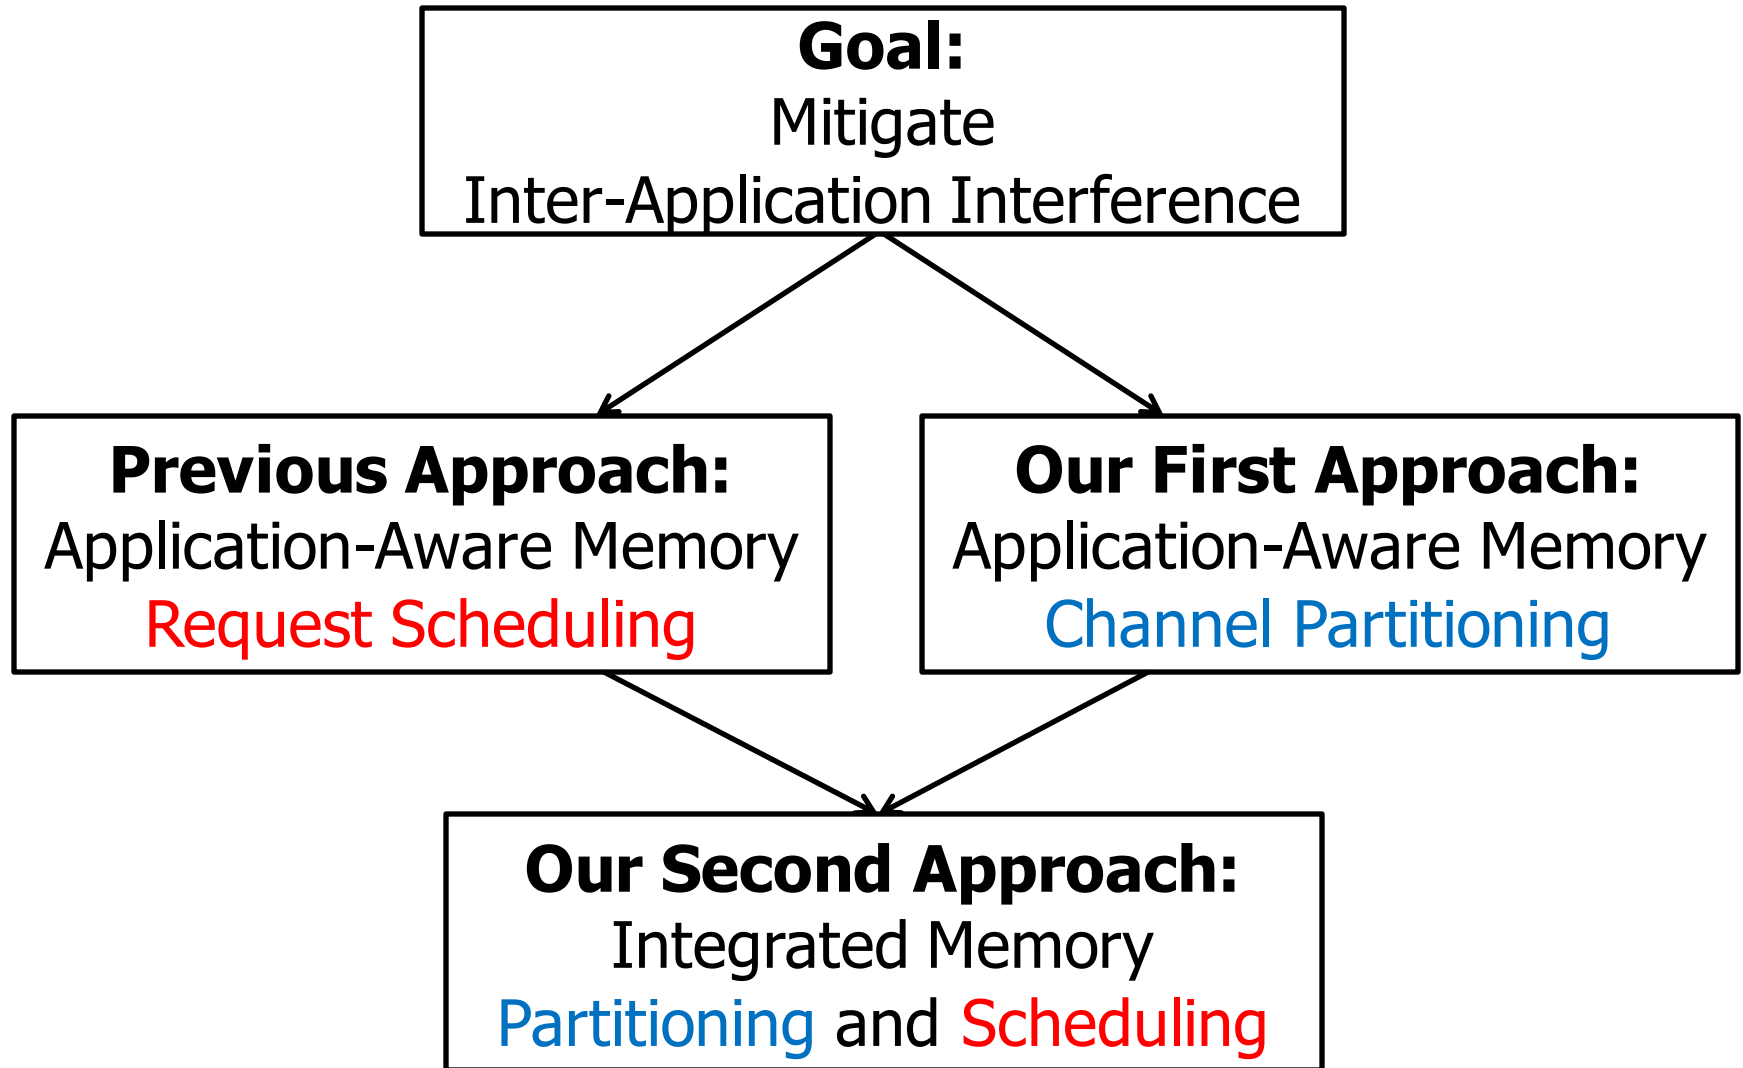 Goal:
Mitigate
Inter-Application Interference
Previous Approach:
Application-Aware Memory
Request Scheduling
Our First Approach:
Application-Aware Memory
Channel Partitioning
Our Second Approach:
Integrated Memory
Partitioning and Scheduling